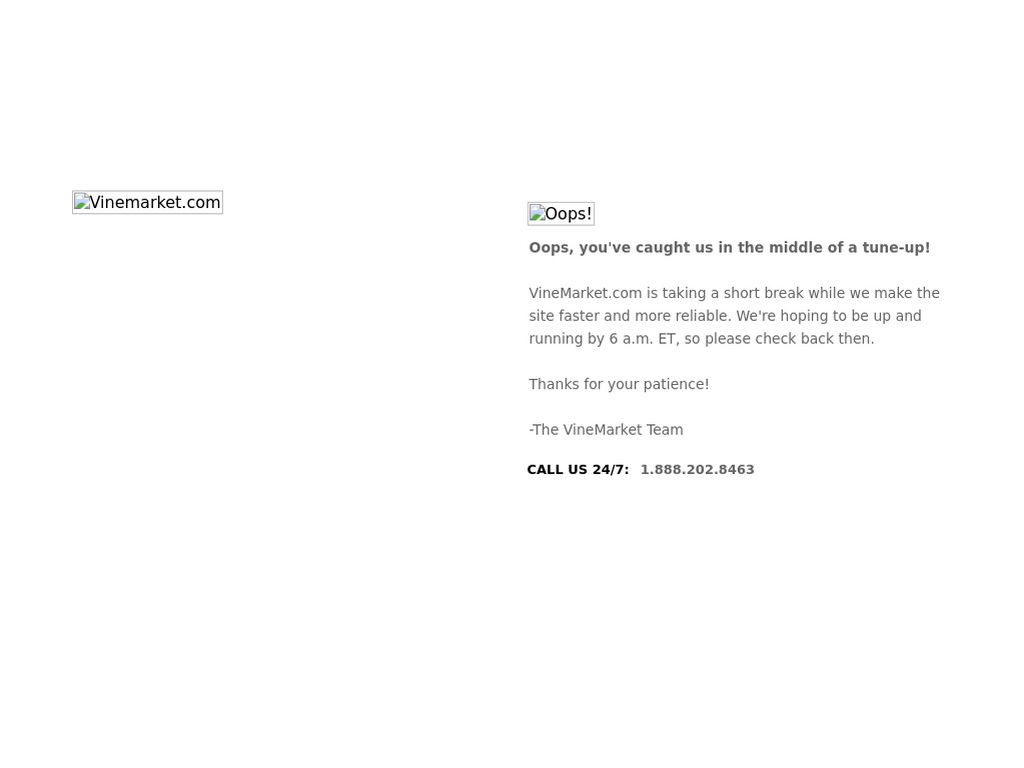 Vinemarket.com
Oops!
Oops, you've caught us in the middle of a tune-up!
VineMarket.com is taking a short break while we make the
site faster and more reliable. We're hoping to be up and
running by 6 a.m. ET, so please check back then.
Thanks for your patience!
-The VineMarket Team
CALL US 24/7: 1.888.202.8463